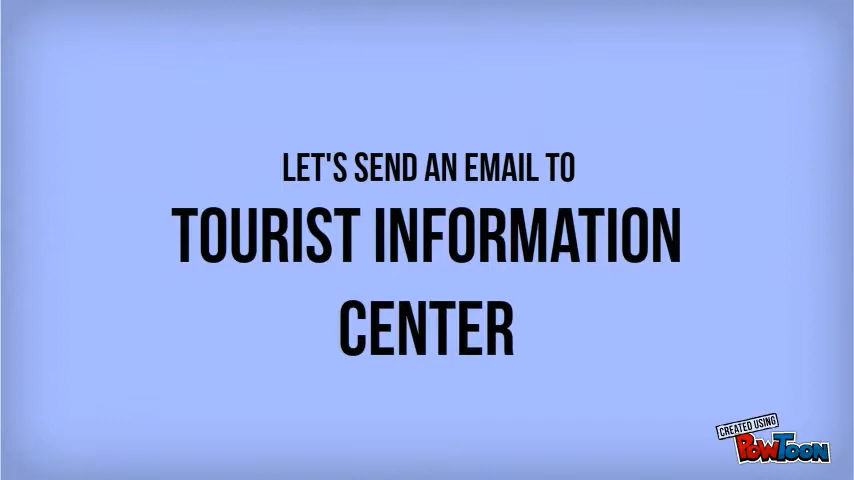 LET'S SEND AN EMAIL TO
TOURIST INFORMATION
CENTER
CREATED USING
POWTOON